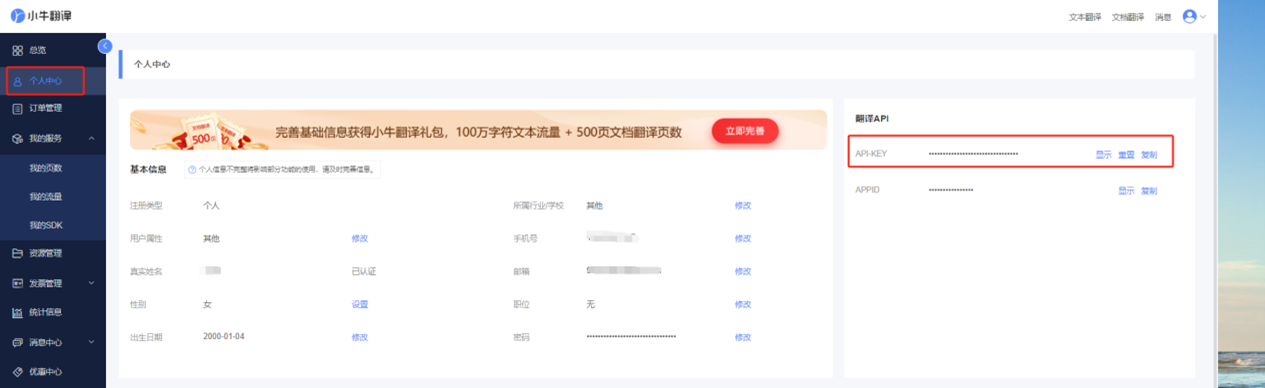 小牛翻译
文本翻译 文档翻译 消息
总览
个人中心
订单管理
我的服务
我的页数
我的流量
我的SDK
资源管理
发票管理
统计信息
消息中心
优惠中心
个人中心
500
完善基础信息获得小牛翻译礼包，100万字符文本流量 + 500页文档翻译页数 立即完善
基本信息 个人信息不完整将影响部分功能的使用，请及时完善信息。
注册类型 个人 所属行业/学校 其他 修改
用户属性 其他 修改 手机号 修改
真实姓名 已认证 邮箱 修改
性别 女 设置 职位 无 修改
出生日期 2000-01-04 修改 密码 修改
翻译API
API-KEY 显示 重置 复制
APPID 显示 复制